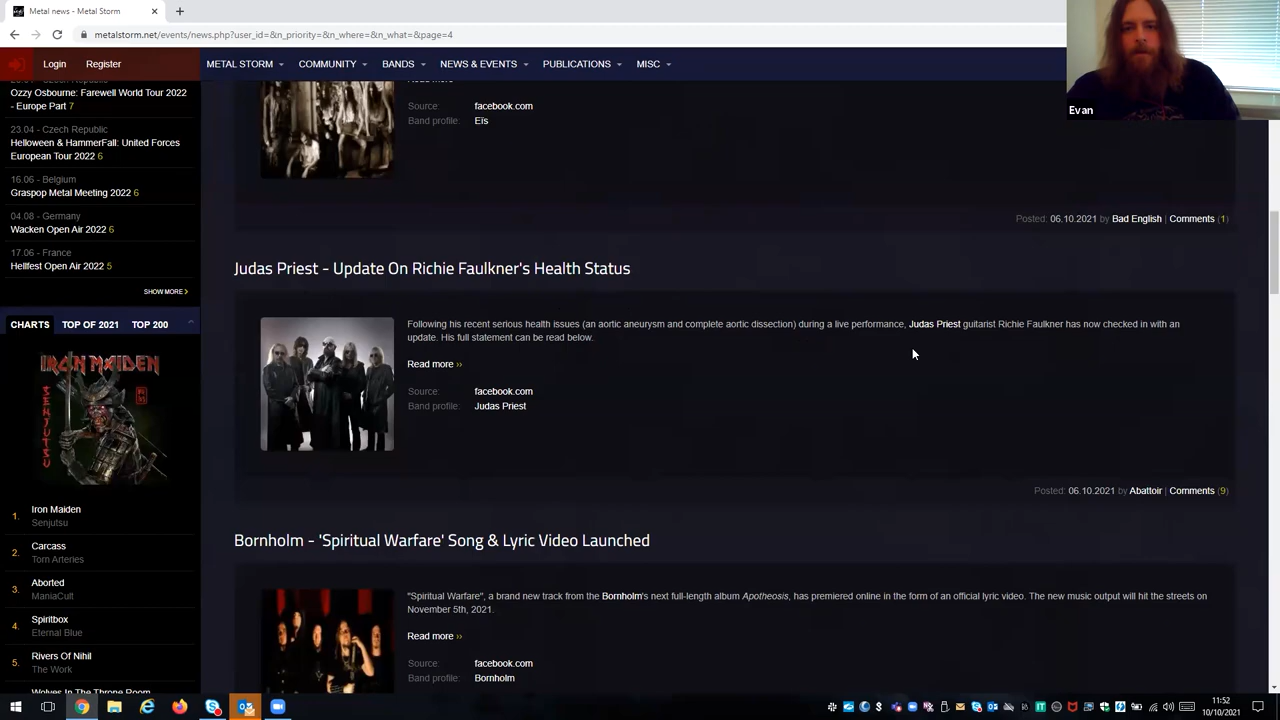 Metal news - Metal Storm
metalstorm.net/events/news.php?user_id=&n_priority=&n_where=&n_what=&page=4
Login Register METAL STORM COMMUNITY BANDS NEWS & EVENTS PUBLICATIONS MISC
Evan
Ozzy Osbourne: Farewell World Tour 2022
- Europe Part 7
23.04 - Czech Republic
Helloween & HammerFall: United Forces
European Tour 2022 6
16.06 - Belgium
Graspop Metal Meeting 2022 6
04.08 - Germany
Wacken Open Air 2022 6
17.06 - France
Hellfest Open Air 2022 5
SHOW MORE
CHARTS TOP OF 2021 TOP 200
IRON MAIDEN
1. Iron Maiden
Senjutsu
2. Carcass
Torn Arteries
3. Aborted
ManiaCult
4. Spiritbox
Eternal Blue
5. Rivers Of Nihil
The Work
Wolves In The Throne Room
Source: facebook.com
Band profile: Eïs
Posted: 06.10.2021 by Bad English | Comments (1)
Judas Priest - Update On Richie Faulkner's Health Status
Following his recent serious health issues (an aortic aneurysm and complete aortic dissection) during a live performance, Judas Priest guitarist Richie Faulkner has now checked in with an
update. His full statement can be read below.
Read more ››
Source: facebook.com
Band profile: Judas Priest
Posted: 06.10.2021 by Abattoir | Comments (9)
Bornholm - 'Spiritual Warfare' Song & Lyric Video Launched
"Spiritual Warfare", a brand new track from the Bornholm's next full-length album Apotheosis, has premiered online in the form of an official lyric video. The new music output will hit the streets on
November 5th, 2021.
Read more ››
Source: facebook.com
Band profile: Bornholm
11:52
10/10/2021